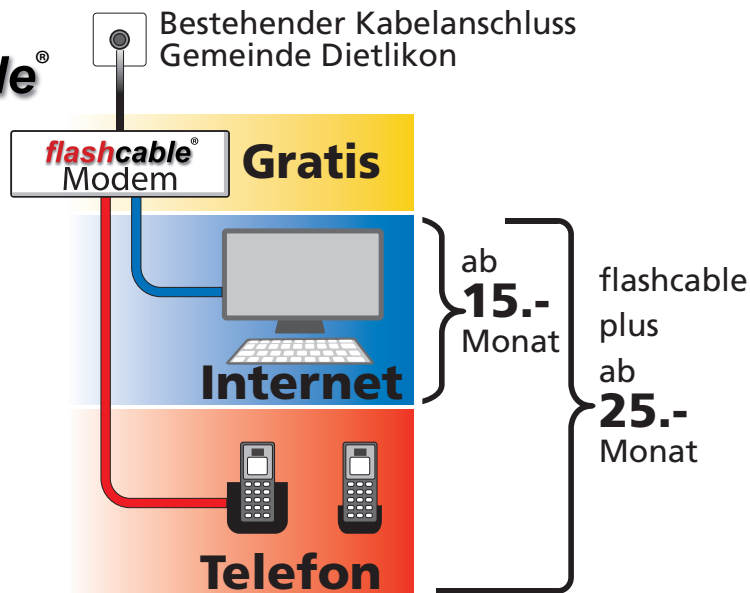 Bestehender Kabelanschluss
Gemeinde Dietlikon
flashcable®
Modem
Gratis
Internet
ab
15.-
Monat
flashcable
plus
ab
25.-
Monat
Telefon